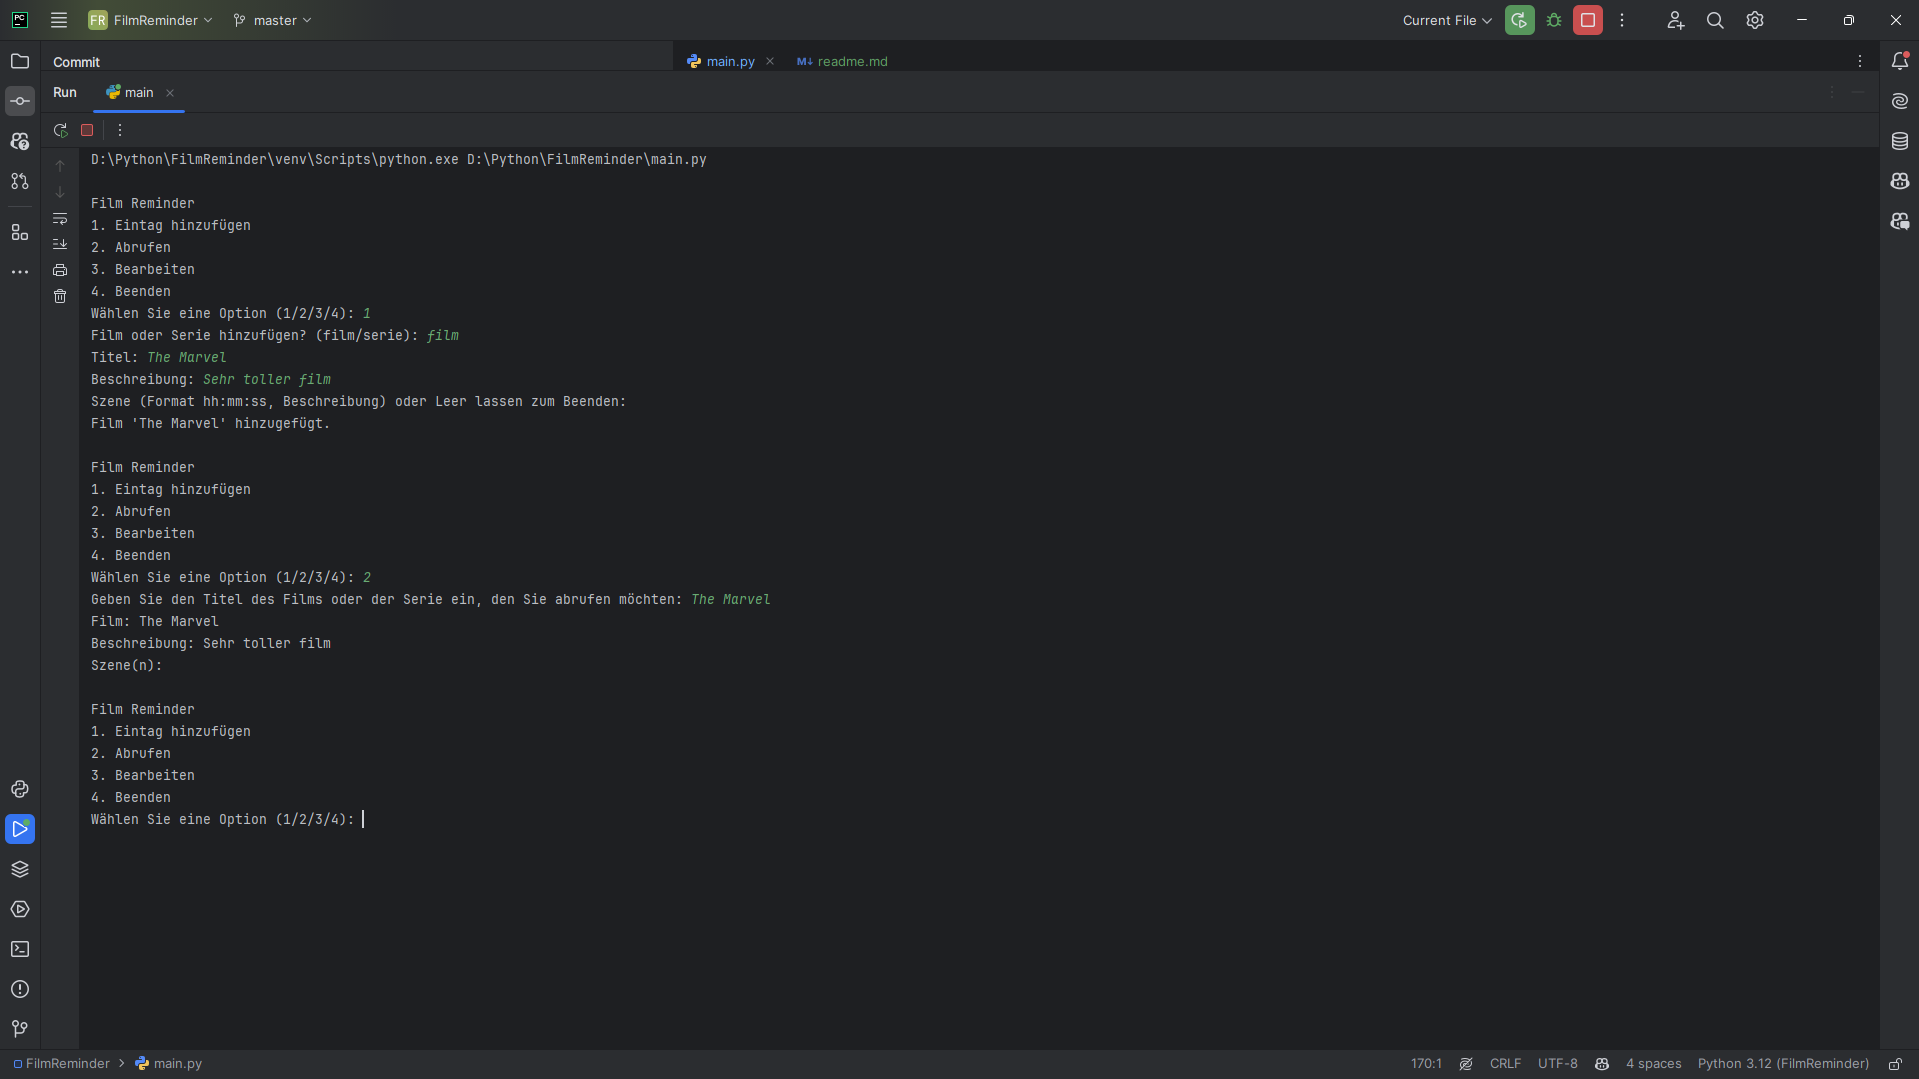 PC
FR FilmReminder master Current File
Commit main.py readme.md
Run main
D:\Python\FilmReminder\venv\Scripts\python.exe D:\Python\FilmReminder\main.py
Film Reminder
1. Eintag hinzufügen
2. Abrufen
3. Bearbeiten
4. Beenden
Wählen Sie eine Option (1/2/3/4): 1
Film oder Serie hinzufügen? (film/serie): film
Titel: The Marvel
Beschreibung: Sehr toller film
Szene (Format hh:mm:ss, Beschreibung) oder Leer lassen zum Beenden:
Film 'The Marvel' hinzugefügt.
Film Reminder
1. Eintag hinzufügen
2. Abrufen
3. Bearbeiten
4. Beenden
Wählen Sie eine Option (1/2/3/4): 2
Geben Sie den Titel des Films oder der Serie ein, den Sie abrufen möchten: The Marvel
Film: The Marvel
Beschreibung: Sehr toller film
Szene(n):
Film Reminder
1. Eintag hinzufügen
2. Abrufen
3. Bearbeiten
4. Beenden
Wählen Sie eine Option (1/2/3/4):
FilmReminder > main.py 170:1 CRLF UTF-8 4 spaces Python 3.12 (FilmReminder)